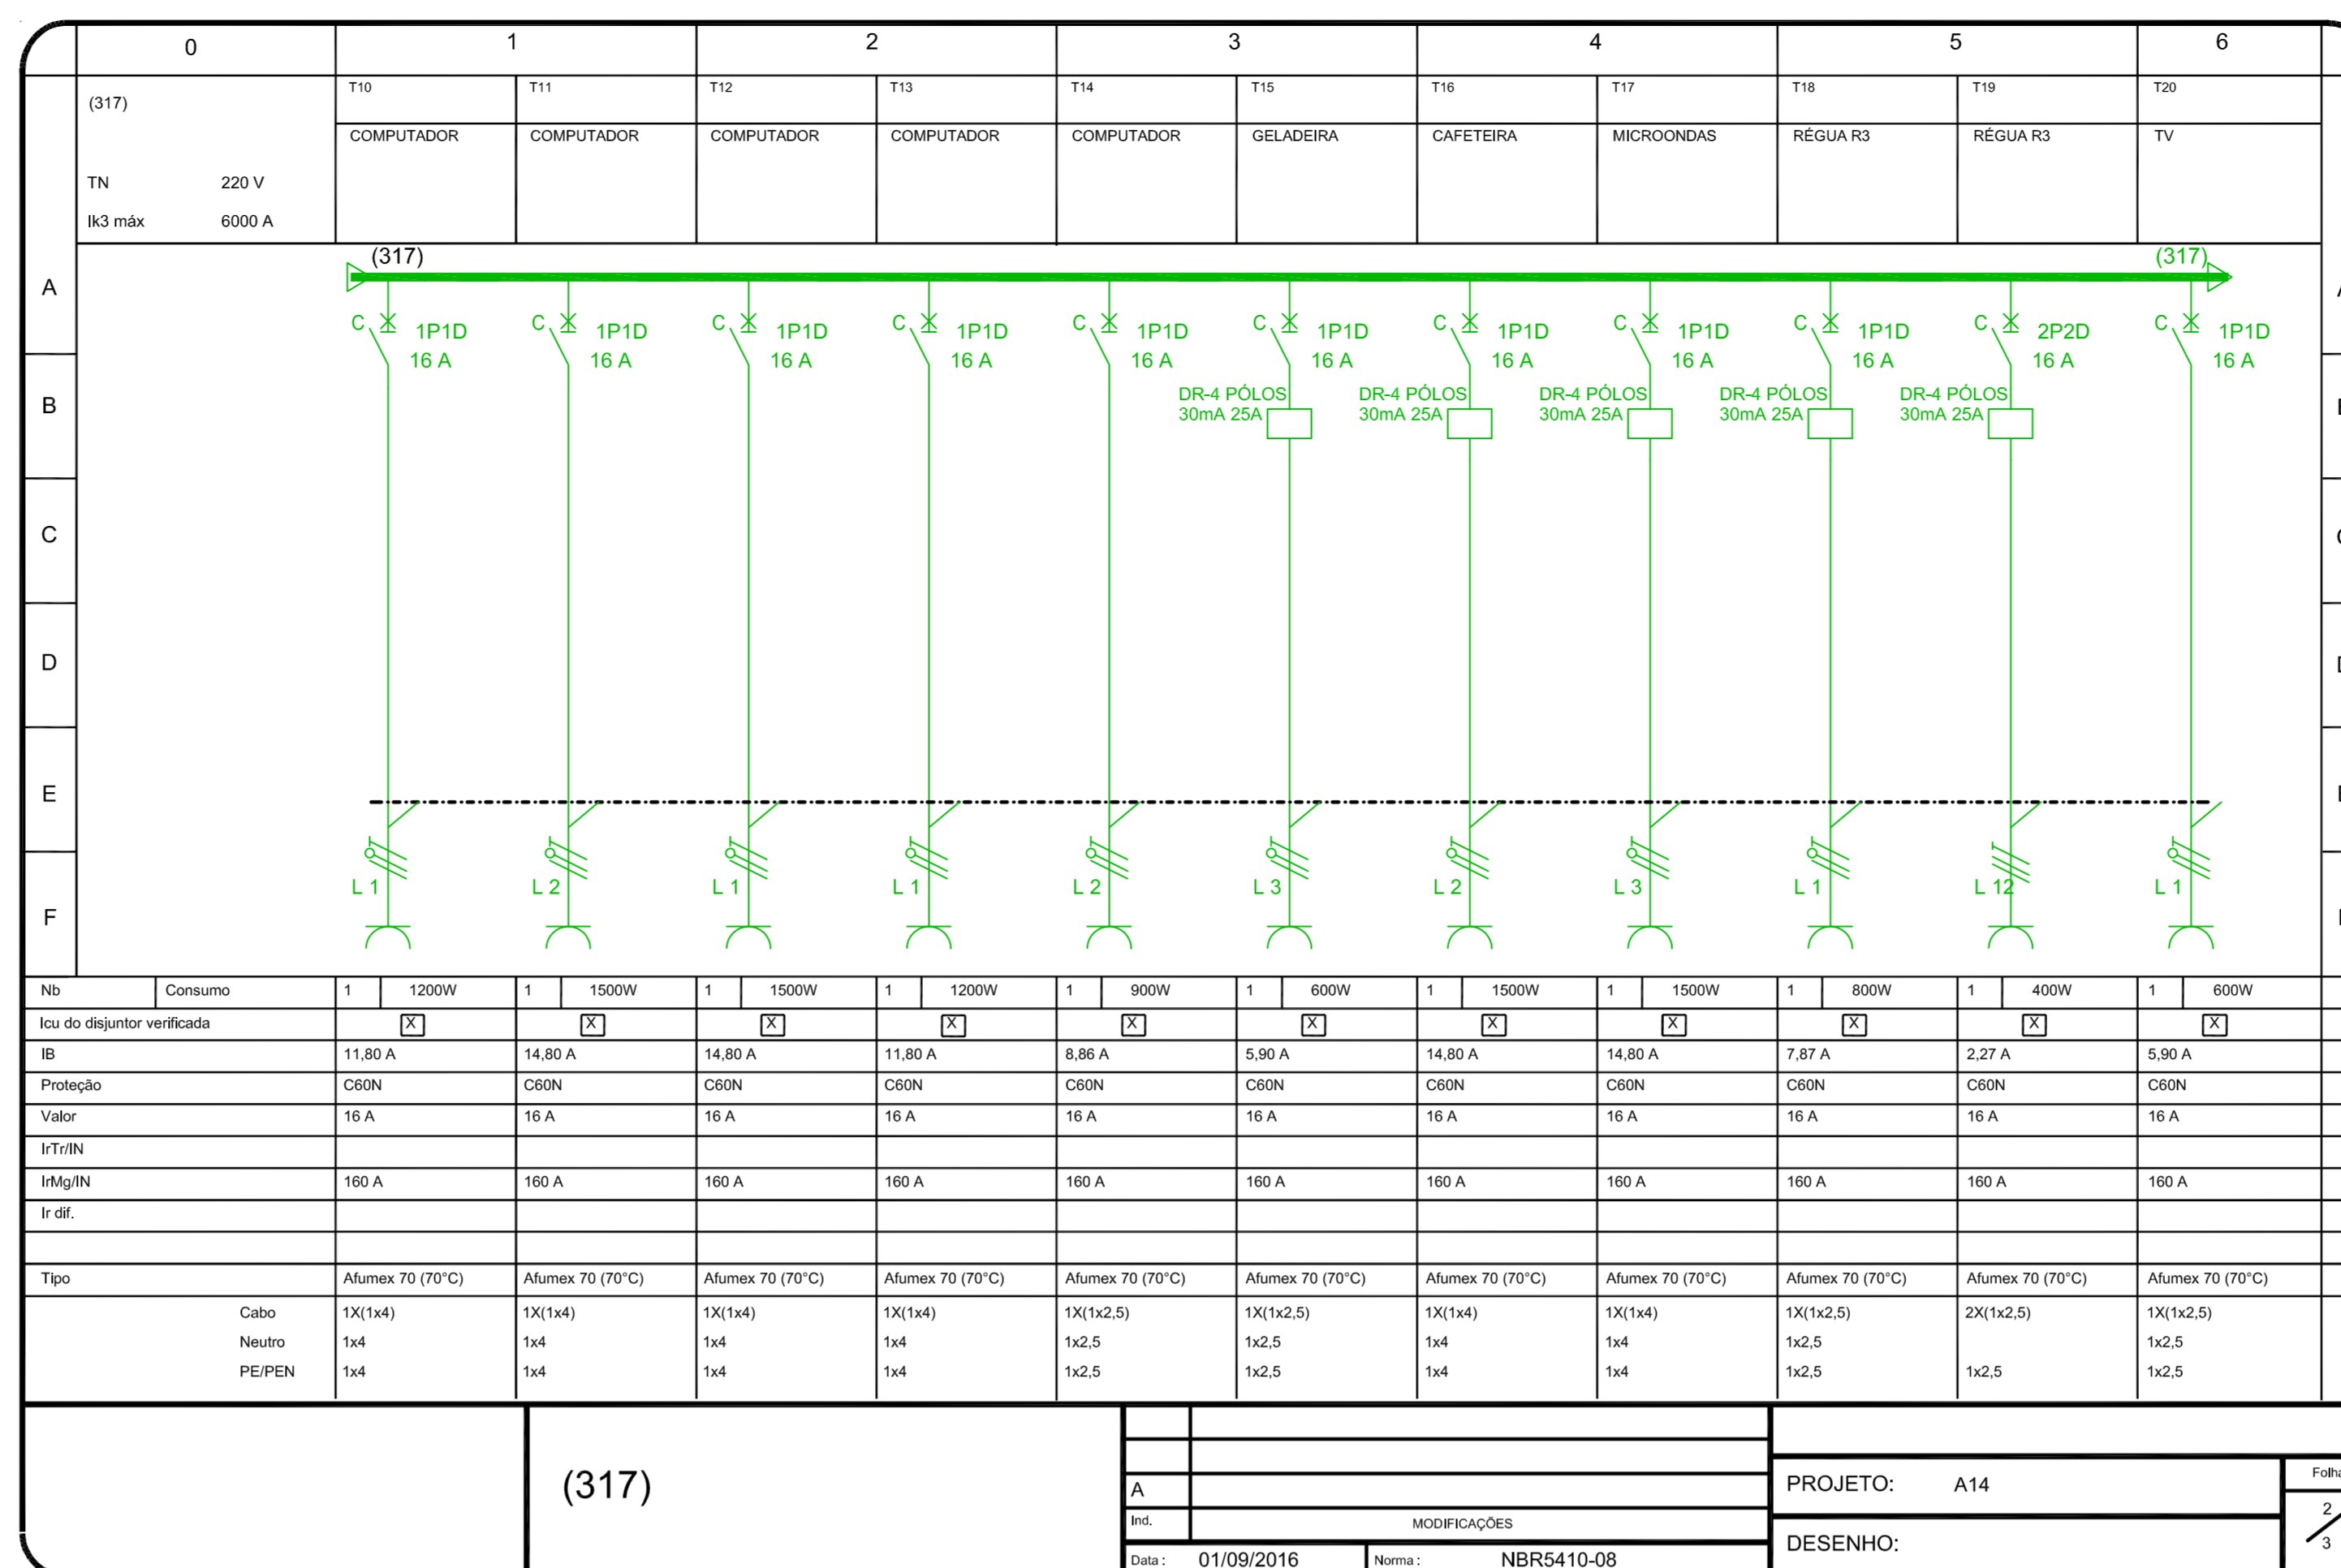 0 1 2 3 4 5 6
(317) T10 T11 T12 T13 T14 T15 T16 T17 T18 T19 T20
COMPUTADOR COMPUTADOR COMPUTADOR COMPUTADOR COMPUTADOR GELADEIRA CAFETEIRA MICROONDAS RÉGUA R3 RÉGUA R3 TV
TN 220 V
Ik3 máx 6000 A
(317) (317)
A
C 1P1D C 1P1D C 1P1D C 1P1D C 1P1D C 1P1D C 1P1D C 1P1D C 1P1D C 2P2D C 1P1D
16 A 16 A 16 A 16 A 16 A 16 A 16 A 16 A 16 A 16 A 16 A
DR-4 PÓLOS DR-4 PÓLOS DR-4 PÓLOS DR-4 PÓLOS DR-4 PÓLOS
B
30mA 25A 30mA 25A 30mA 25A 30mA 25A 30mA 25A
C
D
E
L 1 L 2 L 1 L 1 L 2 L 3 L 2 L 3 L 1 L 12 L 1
F
Nb Consumo 1 1200W 1 1500W 1 1500W 1 1200W 1 900W 1 600W 1 1500W 1 1500W 1 800W 1 400W 1 600W
Icu do disjuntor verificada X X X X X X X X X X X
IB 11,80 A 14,80 A 14,80 A 11,80 A 8,86 A 5,90 A 14,80 A 14,80 A 7,87 A 2,27 A 5,90 A
Proteção C60N C60N C60N C60N C60N C60N C60N C60N C60N C60N C60N
Valor 16 A 16 A 16 A 16 A 16 A 16 A 16 A 16 A 16 A 16 A 16 A
IrTr/IN
IrMg/IN 160 A 160 A 160 A 160 A 160 A 160 A 160 A 160 A 160 A 160 A 160 A
Ir dif.
Tipo Afumex 70 (70°C) Afumex 70 (70°C) Afumex 70 (70°C) Afumex 70 (70°C) Afumex 70 (70°C) Afumex 70 (70°C) Afumex 70 (70°C) Afumex 70 (70°C) Afumex 70 (70°C) Afumex 70 (70°C) Afumex 70 (70°C)
Cabo 1X(1x4) 1X(1x4) 1X(1x4) 1X(1x4) 1X(1x2,5) 1X(1x2,5) 1X(1x4) 1X(1x4) 1X(1x2,5) 2X(1x2,5) 1X(1x2,5)
Neutro 1x4 1x4 1x4 1x4 1x2,5 1x2,5 1x4 1x4 1x2,5 1x2,5
PE/PEN 1x4 1x4 1x4 1x4 1x2,5 1x2,5 1x4 1x4 1x2,5 1x2,5 1x2,5
(317)
A
Ind. MODIFICAÇÕES
Data : 01/09/2016 Norma : NBR5410-08
PROJETO: A14
DESENHO:
Folha
2
3